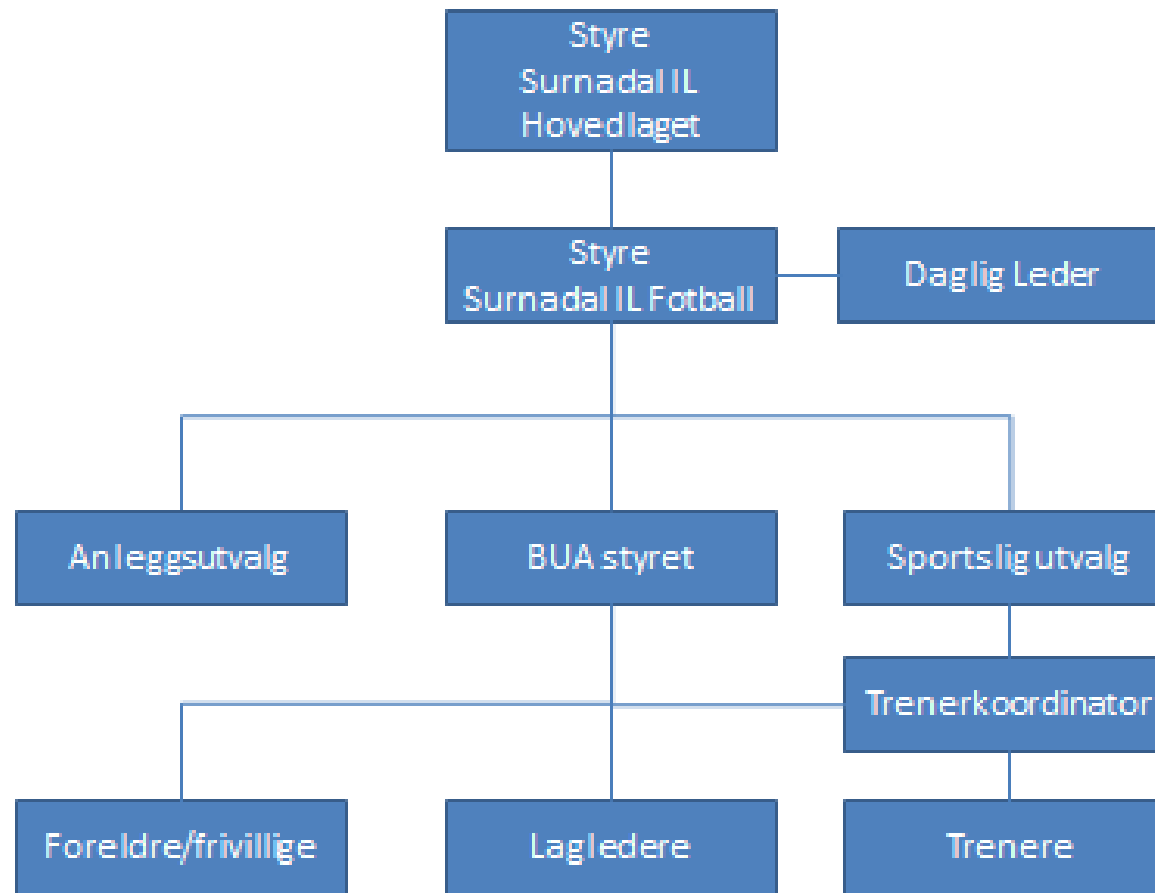 Styre
Surnadal IL
Hovedlaget
Styre
Surnadal IL Fotball
Daglig Leder
Anleggsutvalg
BUA styret
Sportslig utvalg
Trenerkoordinator
Foreldre/frivillige
Lagledere
Trenere